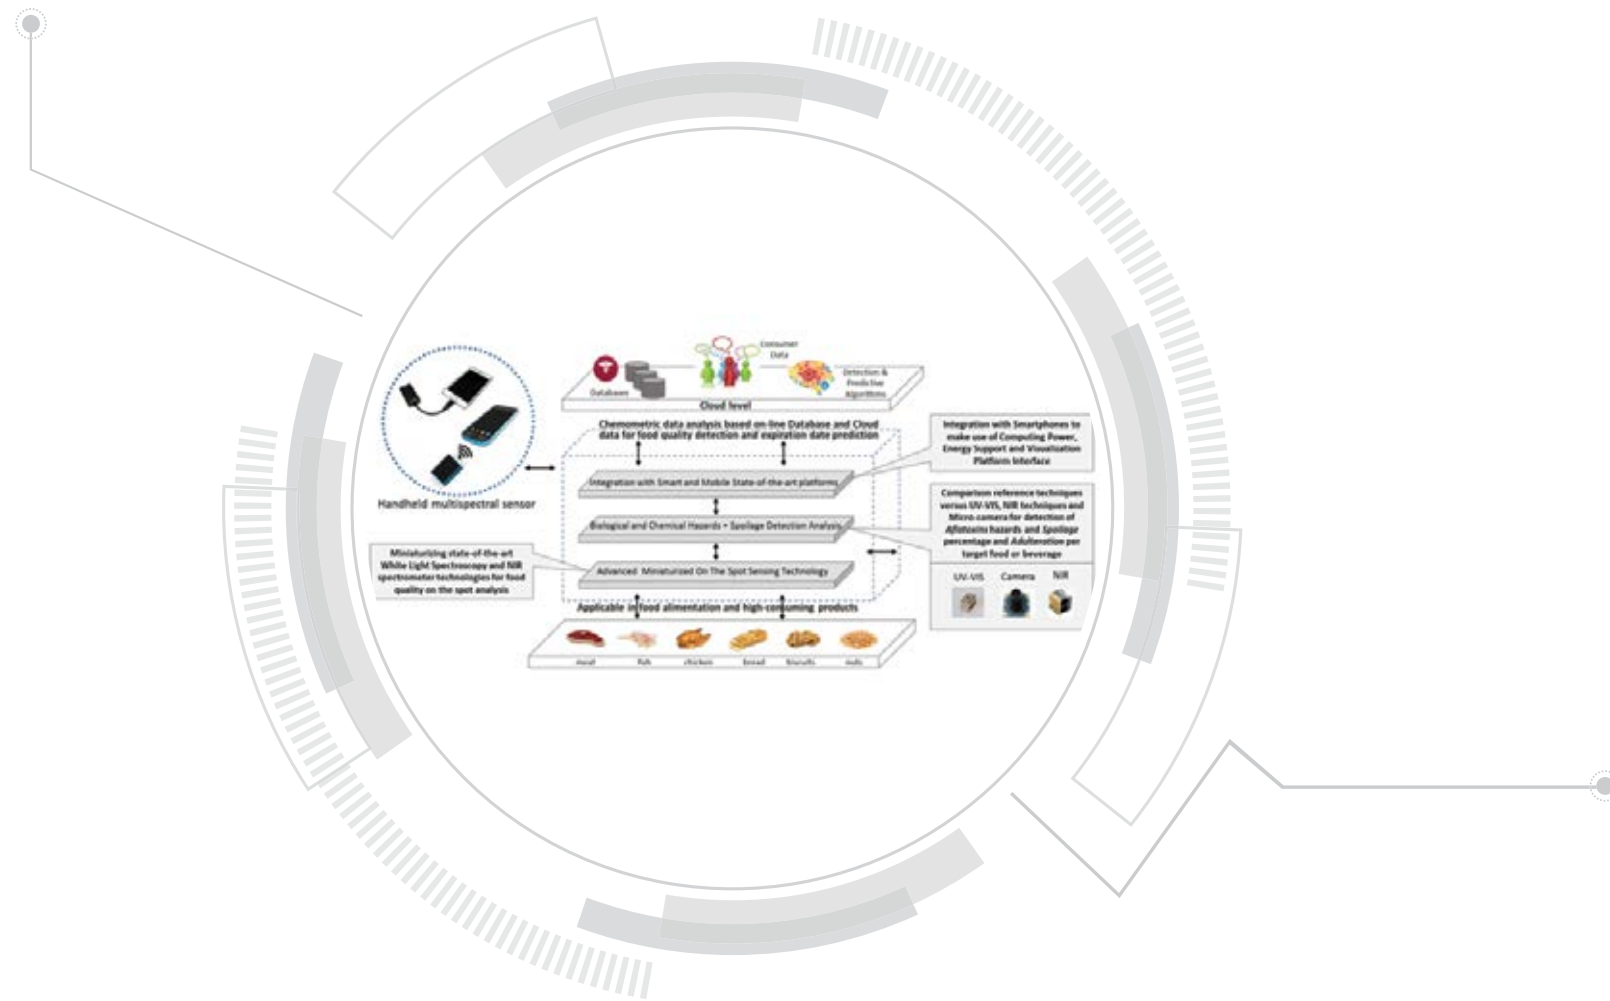 Consumer
Data
Databases
Detection &
Predictive
Algorithms
Cloud level
Chemometric data analysis based on-line Database and Cloud
data for food quality detection and expiration date prediction
Handheld multispectral sensor
Integration with Smart and Mobile State-of-the-art platforms
Integration with Smartphones to
make use of Computing Power,
Energy Support and Visualisation
Platform Interface
Biological and Chemical Hazards + Spoilage Detection Analysis
Comparison reference techniques
versus UV-VIS, NIR techniques and
Micro-camera for detection of
Aflatoxins hazards and Spoilage
percentage and Adulteration per
target food or beverage
UV-VIS Camera NIR
Miniaturizing state-of-the-art
White Light Spectroscopy and NIR
spectrometer technologies for food
quality on the spot analysis
Advanced Miniaturized On The Spot Sensing Technology
Applicable in food alimentation and high-consuming products
meat fish chicken bread biscuits nuts